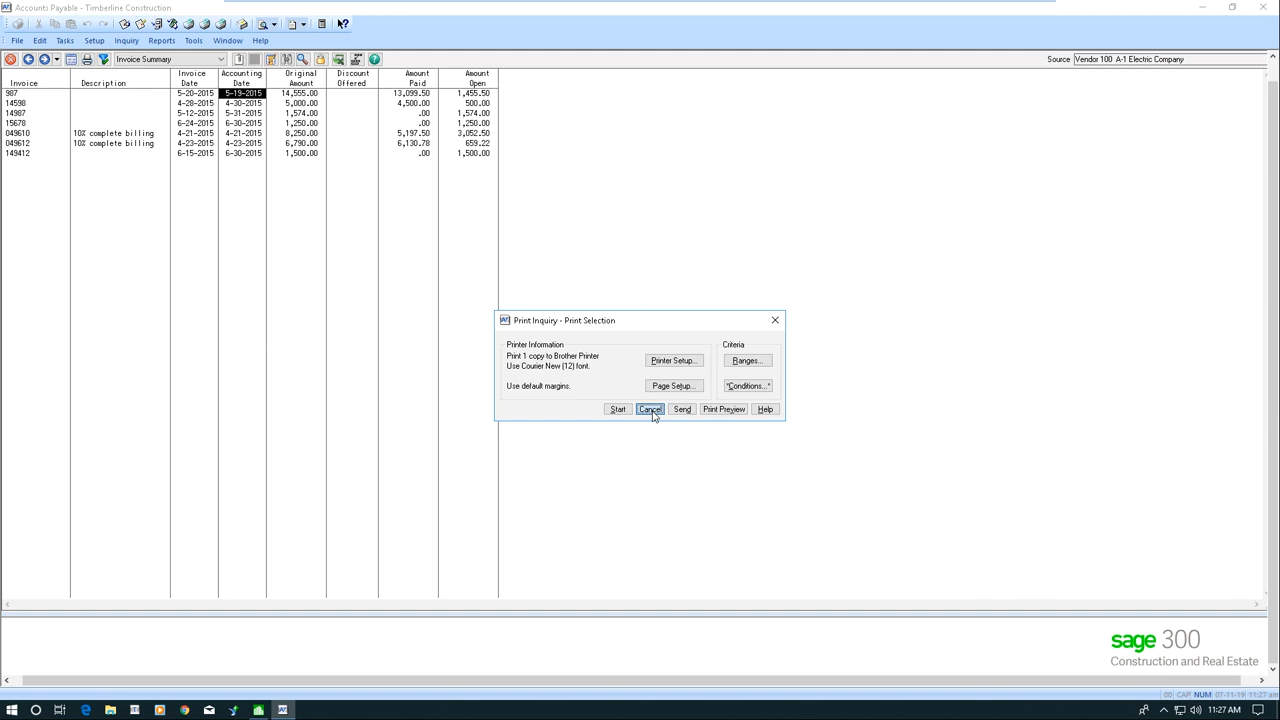 Accounts Payable - Timberline Construction
File Edit Tasks Setup Inquiry Reports Tools Window Help
Invoice Summary Source Vendor 100 A-1 Electric Company
Invoice Description Invoice Date Accounting Date Original Amount Discount Offered Amount Paid Amount Open
987 5-20-2015 5-19-2015 14,555.00 13,099.50 1,455.50
14598 4-28-2015 4-30-2015 5,000.00 4,500.00 500.00
14987 5-12-2015 5-31-2015 1,574.00 .00 1,574.00
15678 6-24-2015 6-30-2015 1,250.00 .00 1,250.00
049610 10% complete billing 4-21-2015 4-21-2015 8,250.00 5,197.50 3,052.50
049612 10% complete billing 4-23-2015 4-23-2015 6,790.00 6,130.78 659.22
149412 6-15-2015 6-30-2015 1,500.00 .00 1,500.00
Print Inquiry - Print Selection
Printer Information Criteria
Print 1 copy to Brother Printer
Use Courier New (12) font.
Printer Setup... Ranges...
Use default margins. Page Setup... *Conditions...*
Start Cancel Send Print Preview Help
sage 300
Construction and Real Estate
00 CAP NUM 07-11-19 11:27 am
11:27 AM